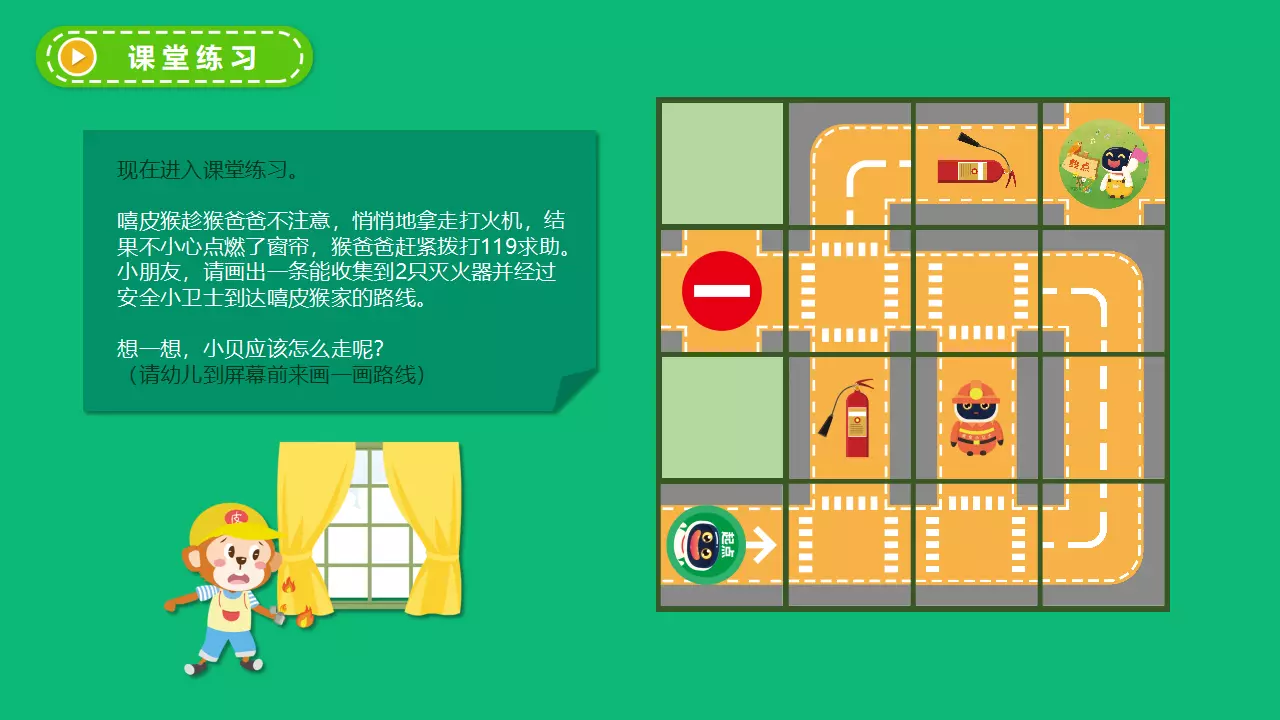 课堂练习
现在进入课堂练习。
嘻皮猴趁猴爸爸不注意，悄悄地拿走打火机，结
果不小心点燃了窗帘，猴爸爸赶紧拨打119求助。
小朋友，请画出一条能收集到2只灭火器并经过
安全小卫士到达嘻皮猴家的路线。
想一想，小贝应该怎么走呢？
（请幼儿到屏幕前来画一画路线）
终点
起点
皮